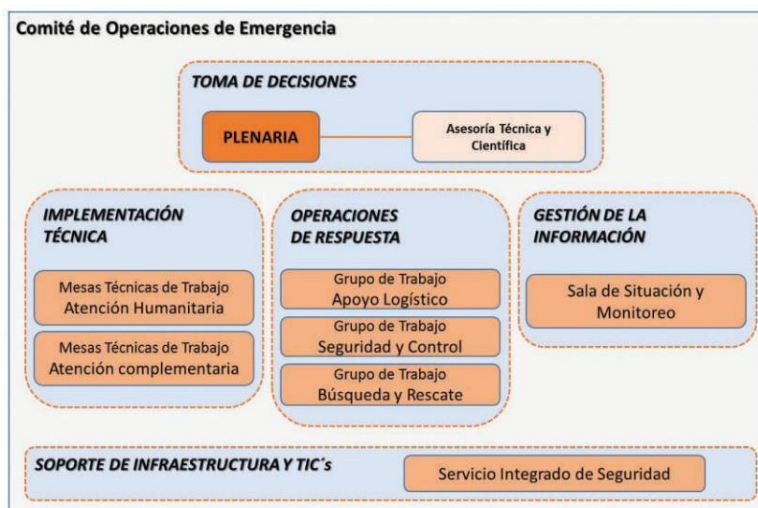 Comité de Operaciones de Emergencia
TOMA DE DECISIONES
PLENARIA
Asesoría Técnica y
Científica
IMPLEMENTACIÓN
TÉCNICA
Mesas Técnicas de Trabajo
Atención Humanitaria
Mesas Técnicas de Trabajo
Atención complementaria
OPERACIONES
DE RESPUESTA
Grupo de Trabajo
Apoyo Logístico
Grupo de Trabajo
Seguridad y Control
Grupo de Trabajo
Búsqueda y Rescate
GESTIÓN DE LA
INFORMACIÓN
Sala de Situación y
Monitoreo
SOPORTE DE INFRAESTRUCTURA Y TIC´s
Servicio Integrado de Seguridad